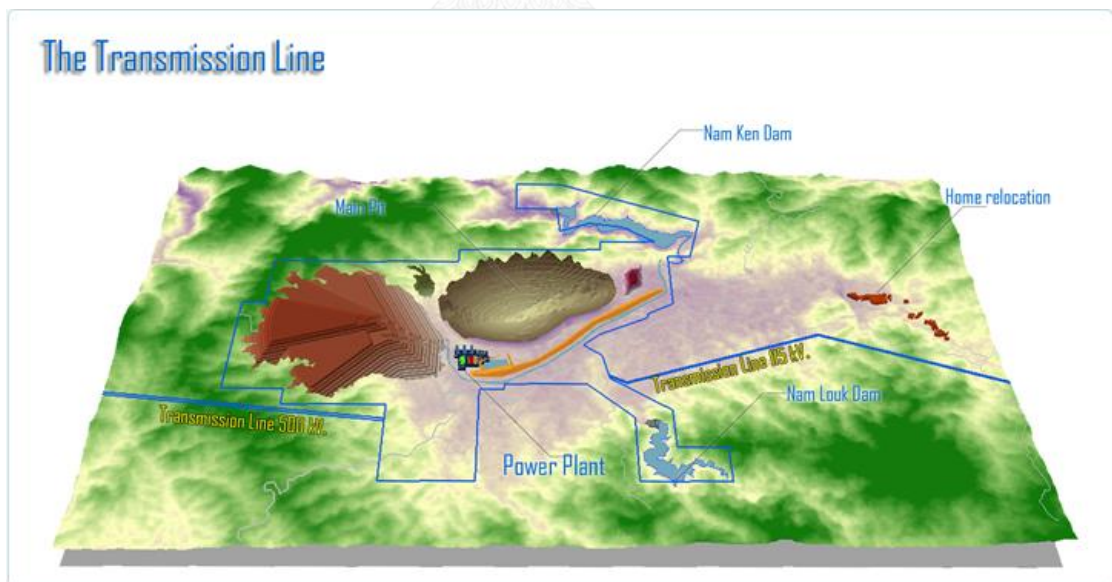 The Transmission Line
Nam Ken Dam
Home relocation
Main Pit
Transmission Line 115 kV.
Nam Louk Dam
Transmission Line 500 kV.
Power Plant